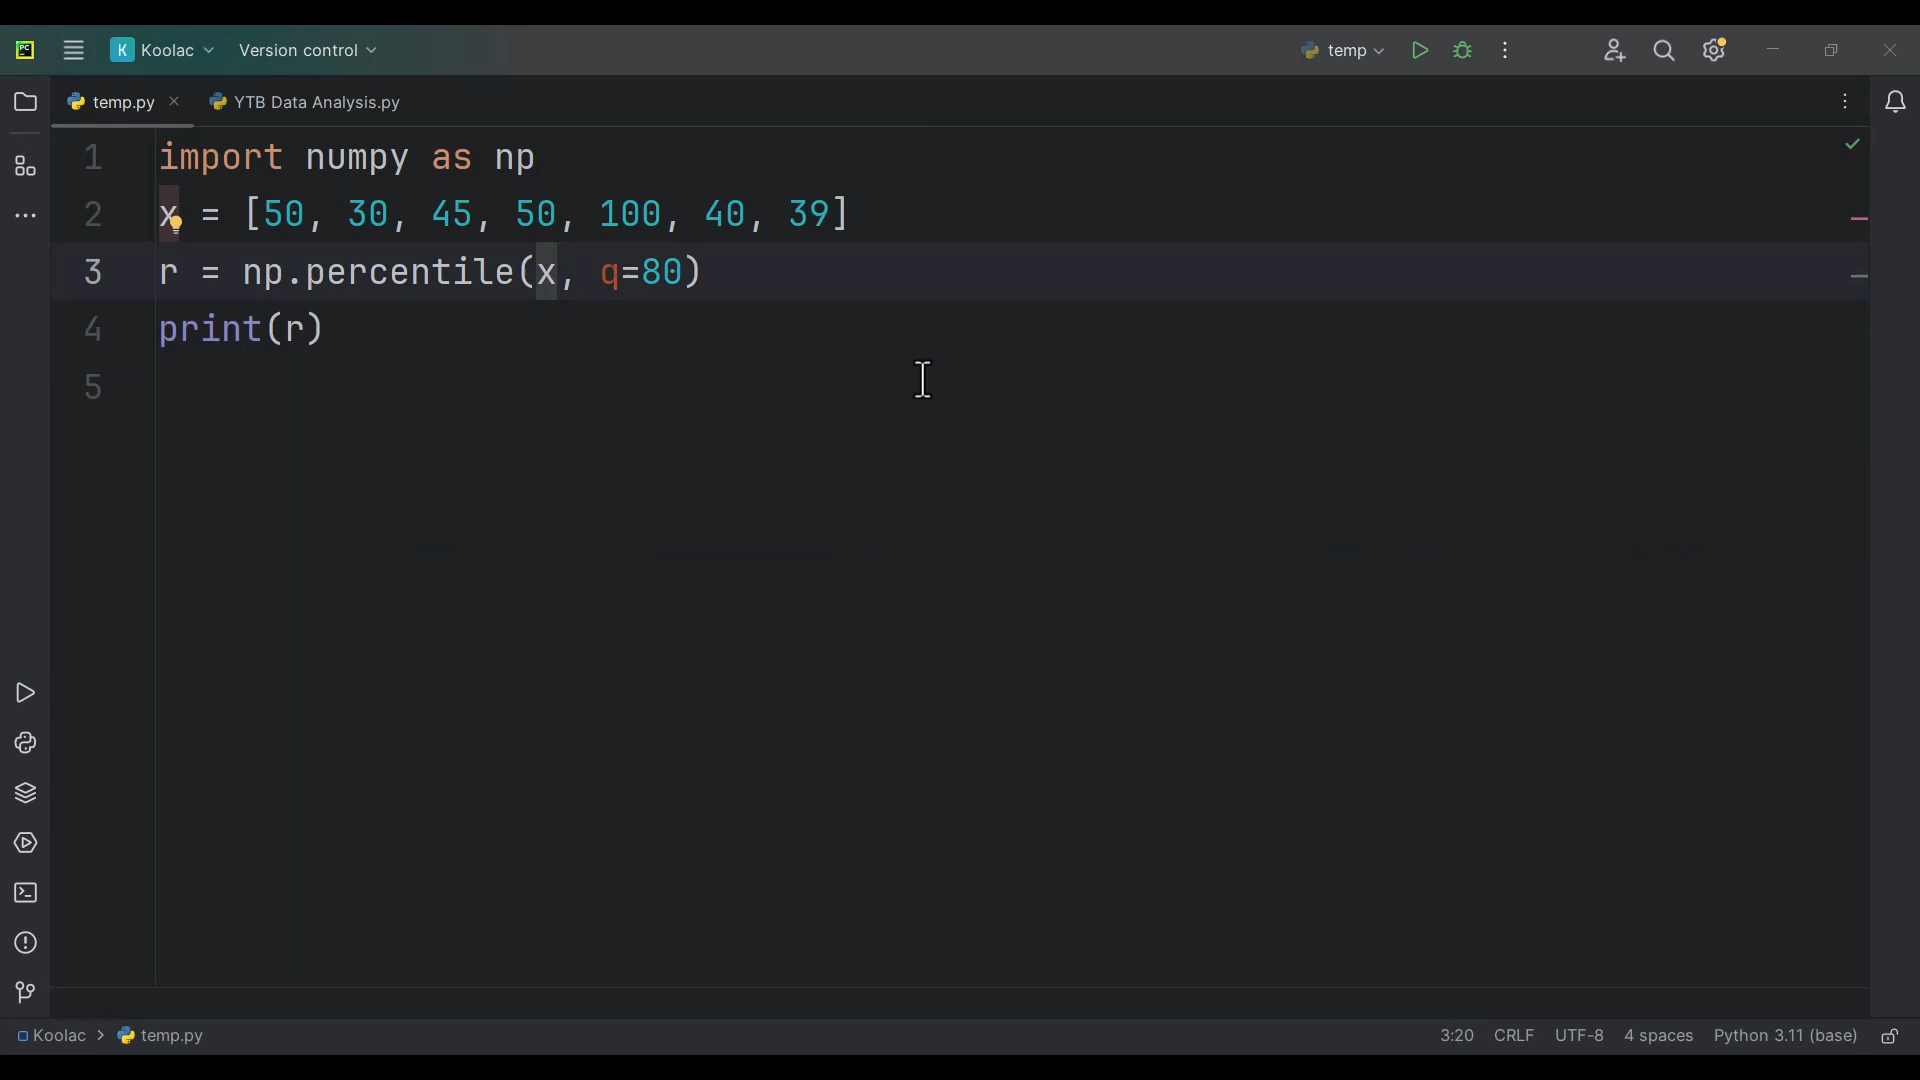 PC
K Koolac
Version control
temp
temp.py
YTB Data Analysis.py
1 import numpy as np
2 x = [50, 30, 45, 50, 100, 40, 39]
3 r = np.percentile(x, q=80)
4 print(r)
5
Koolac > temp.py
3:20 CRLF UTF-8 4 spaces Python 3.11 (base)